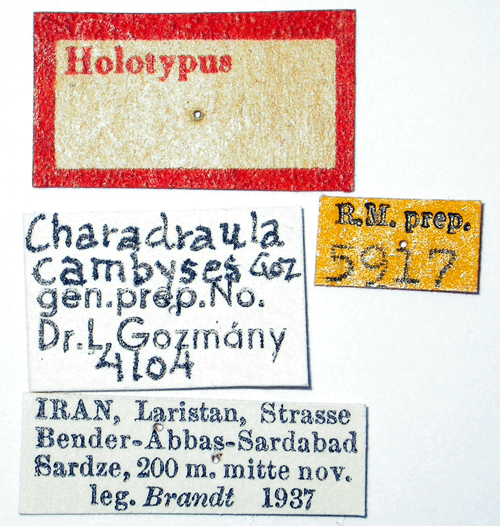 Holotypus
R.M. prep.
5917
Charadraula
cambyses Goz
gen.prep.No.
Dr.L.Gozmány
4104
IRAN, Laristan, Strasse
Bender-Abbas-Sardabad
Sardze, 200 m. mitte nov.
leg. Brandt 1937